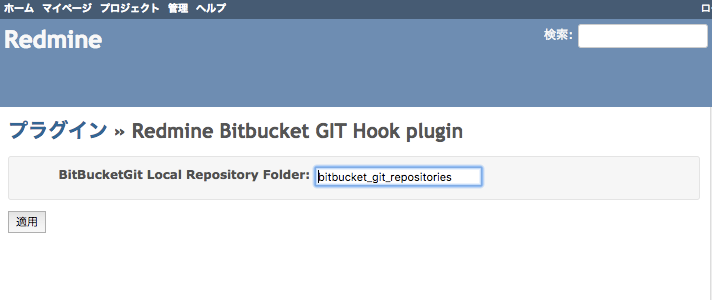 ホーム マイページ プロジェクト 管理 ヘルプ
Redmine
検索:
プラグイン » Redmine Bitbucket GIT Hook plugin
BitBucketGit Local Repository Folder: bitbucket_git_repositories
適用